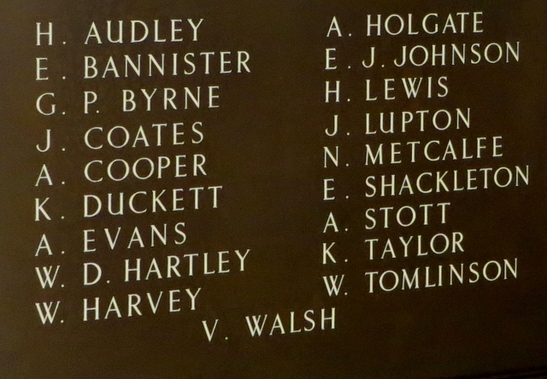 H. AUDLEY
E. BANNISTER
G. P. BYRNE
J. COATES
A. COOPER
K. DUCKETT
A. EVANS
W. D. HARTLEY
W. HARVEY
A. HOLGATE
E. J. JOHNSON
H. LEWIS
J. LUPTON
N. METCALFE
E. SHACKLETON
A. STOTT
K. TAYLOR
W. TOMLINSON
V. WALSH